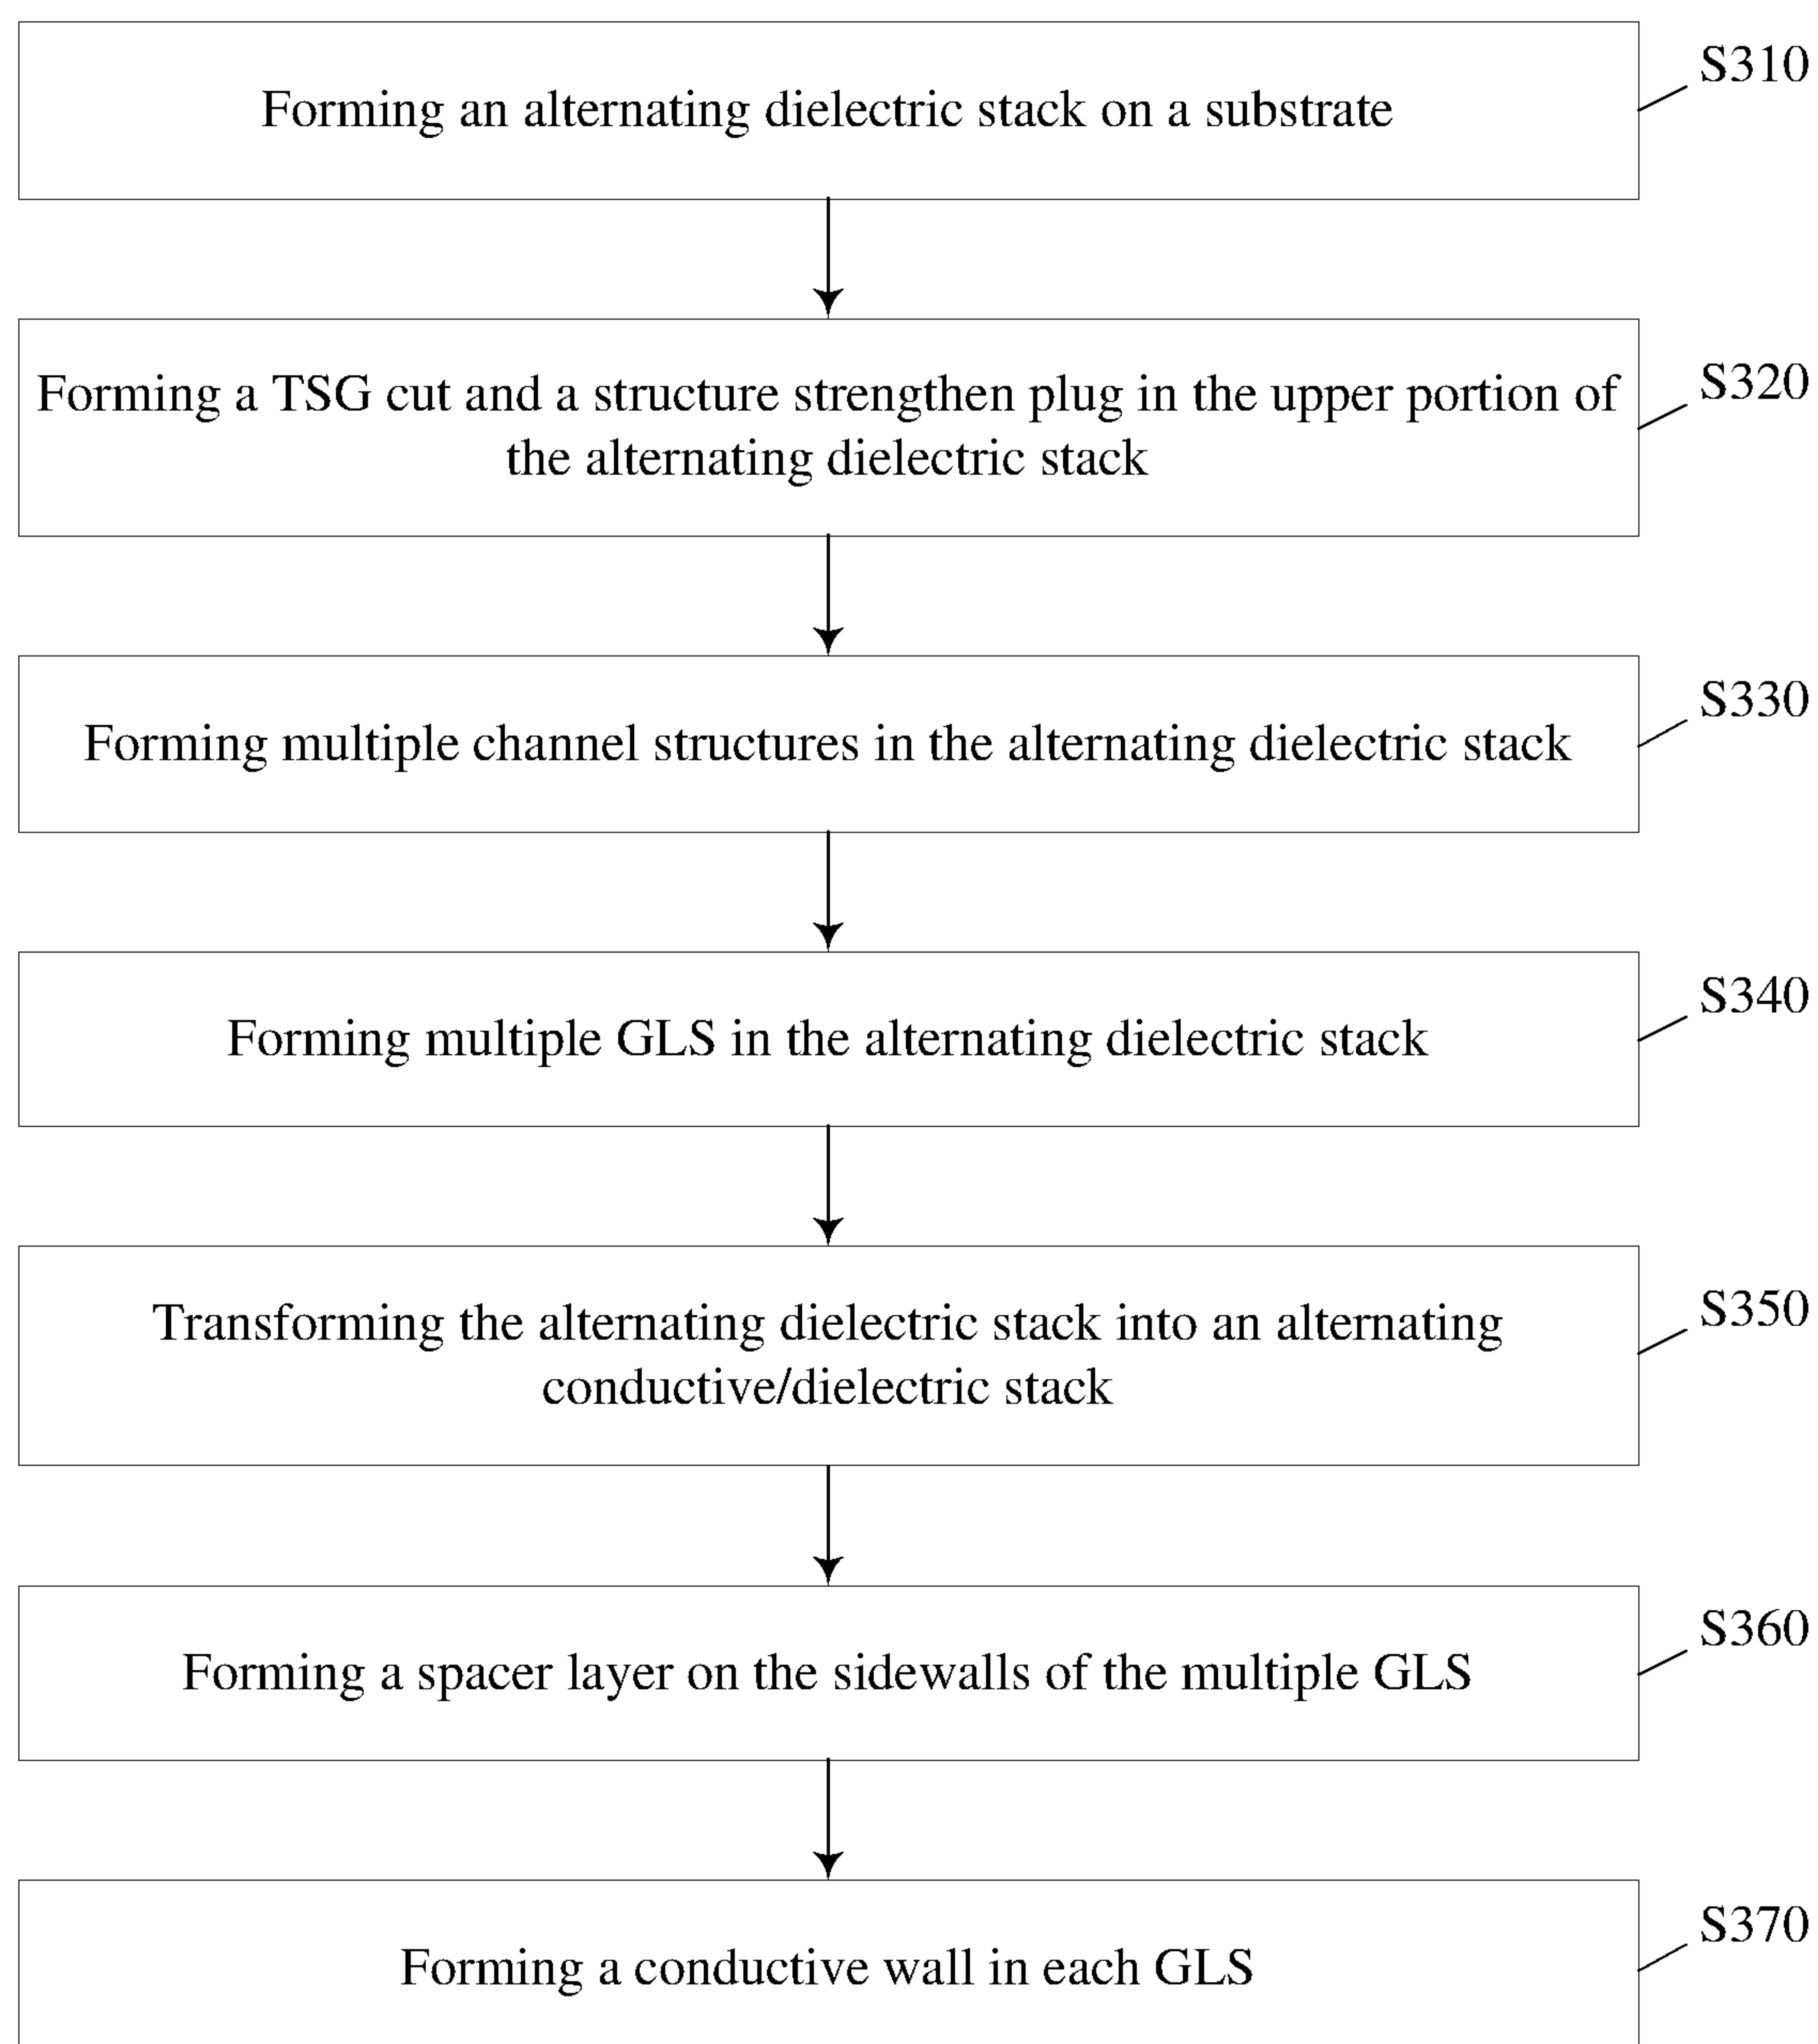 Forming an alternating dielectric stack on a substrate
S310
Forming a TSG cut and a structure strengthen plug in the upper portion of
the alternating dielectric stack
S320
Forming multiple channel structures in the alternating dielectric stack
S330
Forming multiple GLS in the alternating dielectric stack
S340
Transforming the alternating dielectric stack into an alternating
conductive/dielectric stack
S350
Forming a spacer layer on the sidewalls of the multiple GLS
S360
Forming a conductive wall in each GLS
S370